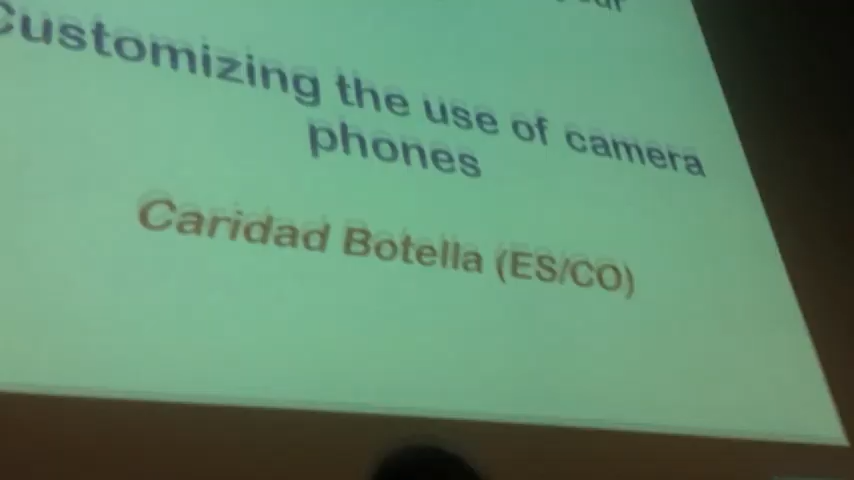 Customizing the use of camera
phones
Caridad Botella (ES/CO)